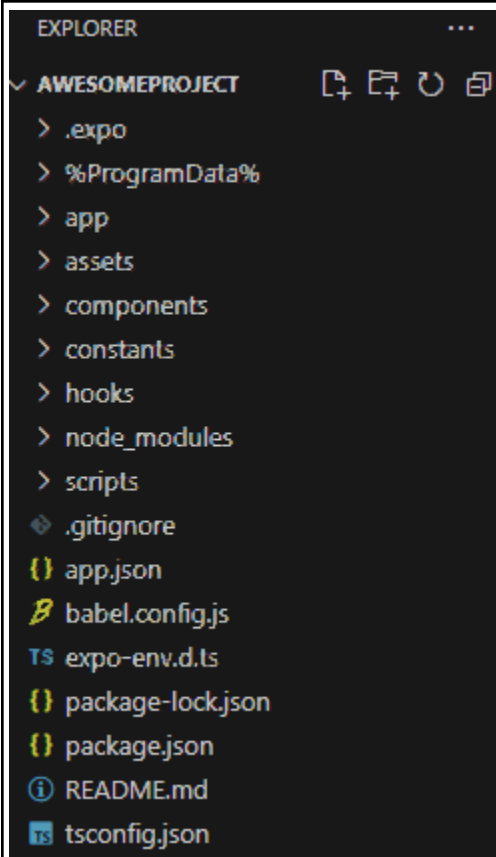 EXPLORER
AWESOMEPROJECT
.expo
%ProgramData%
app
assets
components
constants
hooks
node_modules
scripts
.gitignore
{} app.json
babel.config.js
TS expo-env.d.ts
{} package-lock.json
{} package.json
README.md
TS tsconfig.json